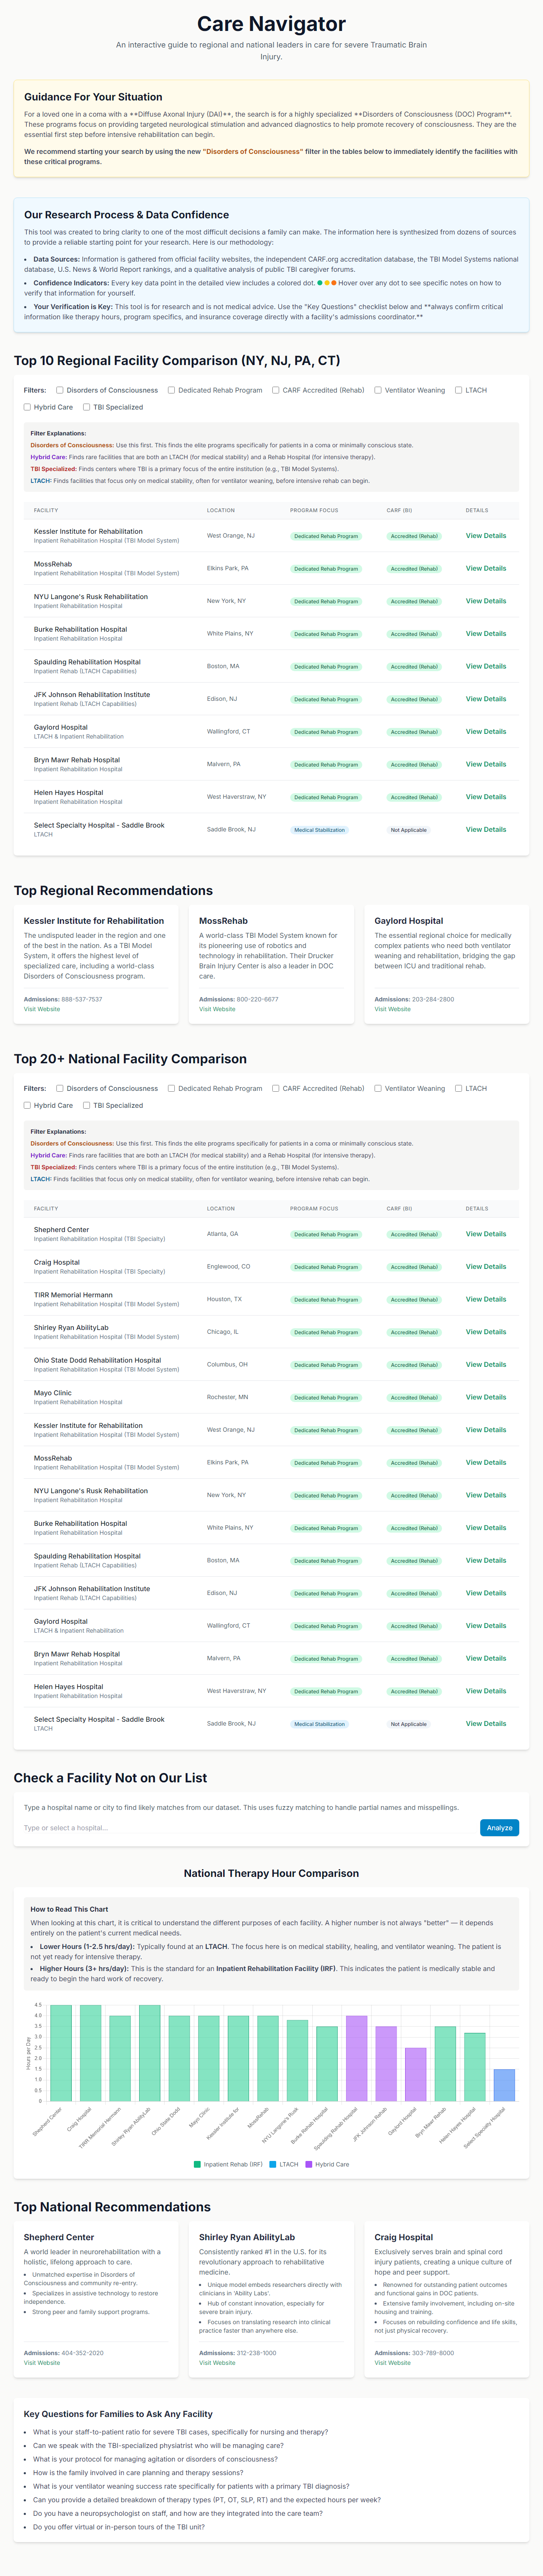 Care Navigator
An interactive guide to regional and national leaders in care for severe Traumatic Brain
Injury.
Guidance For Your Situation
For a loved one in a coma with a **Diffuse Axonal Injury (DAI)**, the search is for a highly specialized **Disorders of Consciousness (DOC) Program**.
These programs focus on providing targeted neurological stimulation and advanced diagnostics to help promote recovery of consciousness. They are the
essential first step before intensive rehabilitation can begin.
We recommend starting your search by using the new "Disorders of Consciousness" filter in the tables below to immediately identify the facilities with
these critical programs.
Our Research Process & Data Confidence
This tool was created to bring clarity to one of the most difficult decisions a family can make. The information here is synthesized from dozens of sources
to provide a reliable starting point for your research. Here is our methodology:
• Data Sources: Information is gathered from official facility websites, the independent CARF.org accreditation database, the TBI Model Systems national
database, U.S. News & World Report rankings, and a qualitative analysis of public TBI caregiver forums.
• Confidence Indicators: Every key data point in the detailed view includes a colored dot. Hover over any dot to see specific notes on how to
verify that information for yourself.
• Your Verification is Key: This tool is for research and is not medical advice. Use the "Key Questions" checklist below and **always confirm critical
information like therapy hours, program specifics, and insurance coverage directly with a facility's admissions coordinator.**
Top 10 Regional Facility Comparison (NY, NJ, PA, CT)
Filters: Disorders of Consciousness Dedicated Rehab Program CARF Accredited (Rehab) Ventilator Weaning LTACH
Hybrid Care TBI Specialized
Filter Explanations:
Disorders of Consciousness: Use this first. This finds the elite programs specifically for patients in a coma or minimally conscious state.
Hybrid Care: Finds rare facilities that are both an LTACH (for medical stability) and a Rehab Hospital (for intensive therapy).
TBI Specialized: Finds centers where TBI is a primary focus of the entire institution (e.g., TBI Model Systems).
LTACH: Finds facilities that focus only on medical stability, often for ventilator weaning, before intensive rehab can begin.
FACILITY LOCATION PROGRAM FOCUS CARF (BI) DETAILS
Kessler Institute for Rehabilitation
Inpatient Rehabilitation Hospital (TBI Model System)
West Orange, NJ Dedicated Rehab Program Accredited (Rehab) View Details
MossRehab
Inpatient Rehabilitation Hospital (TBI Model System)
Elkins Park, PA Dedicated Rehab Program Accredited (Rehab) View Details
NYU Langone's Rusk Rehabilitation
Inpatient Rehabilitation Hospital
New York, NY Dedicated Rehab Program Accredited (Rehab) View Details
Burke Rehabilitation Hospital
Inpatient Rehabilitation Hospital
White Plains, NY Dedicated Rehab Program Accredited (Rehab) View Details
Spaulding Rehabilitation Hospital
Inpatient Rehab (LTACH Capabilities)
Boston, MA Dedicated Rehab Program Accredited (Rehab) View Details
JFK Johnson Rehabilitation Institute
Inpatient Rehab (LTACH Capabilities)
Edison, NJ Dedicated Rehab Program Accredited (Rehab) View Details
Gaylord Hospital
LTACH & Inpatient Rehabilitation
Wallingford, CT Dedicated Rehab Program Accredited (Rehab) View Details
Bryn Mawr Rehab Hospital
Inpatient Rehabilitation Hospital
Malvern, PA Dedicated Rehab Program Accredited (Rehab) View Details
Helen Hayes Hospital
Inpatient Rehabilitation Hospital
West Haverstraw, NY Dedicated Rehab Program Accredited (Rehab) View Details
Select Specialty Hospital - Saddle Brook
LTACH
Saddle Brook, NJ Medical Stabilization Not Applicable View Details
Top Regional Recommendations
Kessler Institute for Rehabilitation
The undisputed leader in the region and one
of the best in the nation. As a TBI Model
System, it offers the highest level of
specialized care, including a world-class
Disorders of Consciousness program.
Admissions: 888-537-7537
Visit Website
MossRehab
A world-class TBI Model System known for
its pioneering use of robotics and
technology in rehabilitation. Their Drucker
Brain Injury Center is also a leader in DOC
care.
Admissions: 800-220-6877
Visit Website
Gaylord Hospital
The essential regional choice for medically
complex patients who need both ventilator
weaning and rehabilitation, bridging the gap
between ICU and traditional rehab.
Admissions: 203-284-2800
Visit Website
Top 20+ National Facility Comparison
Filters: Disorders of Consciousness Dedicated Rehab Program CARF Accredited (Rehab) Ventilator Weaning LTACH
Hybrid Care TBI Specialized
Filter Explanations:
Disorders of Consciousness: Use this first. This finds the elite programs specifically for patients in a coma or minimally conscious state.
Hybrid Care: Finds rare facilities that are both an LTACH (for medical stability) and a Rehab Hospital (for intensive therapy).
TBI Specialized: Finds centers where TBI is a primary focus of the entire institution (e.g., TBI Model Systems).
LTACH: Finds facilities that focus only on medical stability, often for ventilator weaning, before intensive rehab can begin.
FACILITY LOCATION PROGRAM FOCUS CARF (BI) DETAILS
Shepherd Center
Inpatient Rehabilitation Hospital (TBI Specialty)
Atlanta, GA Dedicated Rehab Program Accredited (Rehab) View Details
Craig Hospital
Inpatient Rehabilitation Hospital (TBI Specialty)
Englewood, CO Dedicated Rehab Program Accredited (Rehab) View Details
TIRR Memorial Hermann
Inpatient Rehabilitation Hospital (TBI Model System)
Houston, TX Dedicated Rehab Program Accredited (Rehab) View Details
Shirley Ryan AbilityLab
Inpatient Rehabilitation Hospital (TBI Model System)
Chicago, IL Dedicated Rehab Program Accredited (Rehab) View Details
Ohio State Dodd Rehabilitation Hospital
Inpatient Rehabilitation Hospital (TBI Model System)
Columbus, OH Dedicated Rehab Program Accredited (Rehab) View Details
Mayo Clinic
Inpatient Rehabilitation Hospital
Rochester, MN Dedicated Rehab Program Accredited (Rehab) View Details
Kessler Institute for Rehabilitation
Inpatient Rehabilitation Hospital (TBI Model System)
West Orange, NJ Dedicated Rehab Program Accredited (Rehab) View Details
MossRehab
Inpatient Rehabilitation Hospital (TBI Model System)
Elkins Park, PA Dedicated Rehab Program Accredited (Rehab) View Details
NYU Langone's Rusk Rehabilitation
Inpatient Rehabilitation Hospital
New York, NY Dedicated Rehab Program Accredited (Rehab) View Details
Burke Rehabilitation Hospital
Inpatient Rehabilitation Hospital
White Plains, NY Dedicated Rehab Program Accredited (Rehab) View Details
Spaulding Rehabilitation Hospital
Inpatient Rehab (LTACH Capabilities)
Boston, MA Dedicated Rehab Program Accredited (Rehab) View Details
JFK Johnson Rehabilitation Institute
Inpatient Rehab (LTACH Capabilities)
Edison, NJ Dedicated Rehab Program Accredited (Rehab) View Details
Gaylord Hospital
LTACH & Inpatient Rehabilitation
Wallingford, CT Dedicated Rehab Program Accredited (Rehab) View Details
Bryn Mawr Rehab Hospital
Inpatient Rehabilitation Hospital
Malvern, PA Dedicated Rehab Program Accredited (Rehab) View Details
Helen Hayes Hospital
Inpatient Rehabilitation Hospital
West Haverstraw, NY Dedicated Rehab Program Accredited (Rehab) View Details
Select Specialty Hospital - Saddle Brook
LTACH
Saddle Brook, NJ Medical Stabilization Not Applicable View Details
Check a Facility Not on Our List
Type a hospital name or city to find likely matches from our dataset. This uses fuzzy matching to handle partial names and misspellings.
Type or select a hospital... Analyze
National Therapy Hour Comparison
How to Read This Chart
When looking at this chart, it is critical to understand the different purposes of each facility. A higher number is not always "better" — it depends
entirely on the patient's current medical needs.
• Lower Hours (1-2.5 hrs/day): Typically found at an LTACH. The focus here is on medical stability, healing, and ventilator weaning. The patient is
not yet ready for intensive therapy.
• Higher Hours (3+ hrs/day): This is the standard for an Inpatient Rehabilitation Facility (IRF). This indicates the patient is medically stable and
ready to begin the hard work of recovery.
Hours per Day
4.5
4.0
3.5
3.0
2.5
2.0
1.5
1.0
0.5
0
Shepherd Center
Craig Hospital
TIRR Memorial Hermann
Shirley Ryan AbilityLab
Ohio State Dodd
Mayo Clinic
Kessler Institute for
MossRehab
NYU Langone's Rusk
Burke Rehab Hospital
Spaulding Rehab Hospital
JFK Johnson Rehab
Gaylord Hospital
Bryn Mawr Rehab
Helen Hayes Hospital
Select Specialty Hospital
Inpatient Rehab (IRF) LTACH Hybrid Care
Top National Recommendations
Shepherd Center
A world leader in neurorehabilitation with a
holistic, lifelong approach to care.
• Unmatched expertise in Disorders of
Consciousness and community re-entry.
• Specializes in assistive technology to restore
independence.
• Strong peer and family support programs.
Admissions: 404-352-2020
Visit Website
Shirley Ryan AbilityLab
Consistently ranked #1 in the U.S. for its
revolutionary approach to rehabilitative
medicine.
• Unique model embeds researchers directly with
clinicians in 'Ability Labs'.
• Hub of constant innovation, especially for
severe brain injury.
• Focuses on translating research into clinical
practice faster than anywhere else.
Admissions: 312-238-1000
Visit Website
Craig Hospital
Exclusively serves brain and spinal cord
injury patients, creating a unique culture of
hope and peer support.
• Renowned for outstanding patient outcomes
and functional gains in DOC patients.
• Extensive family involvement, including on-site
housing and training.
• Focuses on rebuilding confidence and life skills,
not just physical recovery.
Admissions: 303-789-8000
Visit Website
Key Questions for Families to Ask Any Facility
• What is your staff-to-patient ratio for severe TBI cases, specifically for nursing and therapy?
• Can we speak with the TBI-specialized physiatrist who will be managing care?
• What is your protocol for managing agitation or disorders of consciousness?
• How is the family involved in care planning and therapy sessions?
• What is your ventilator weaning success rate specifically for patients with a primary TBI diagnosis?
• Can you provide a detailed breakdown of therapy types (PT, OT, SLP, RT) and the expected hours per week?
• Do you have a neuropsychologist on staff, and how are they integrated into the care team?
• Do you offer virtual or in-person tours of the TBI unit?